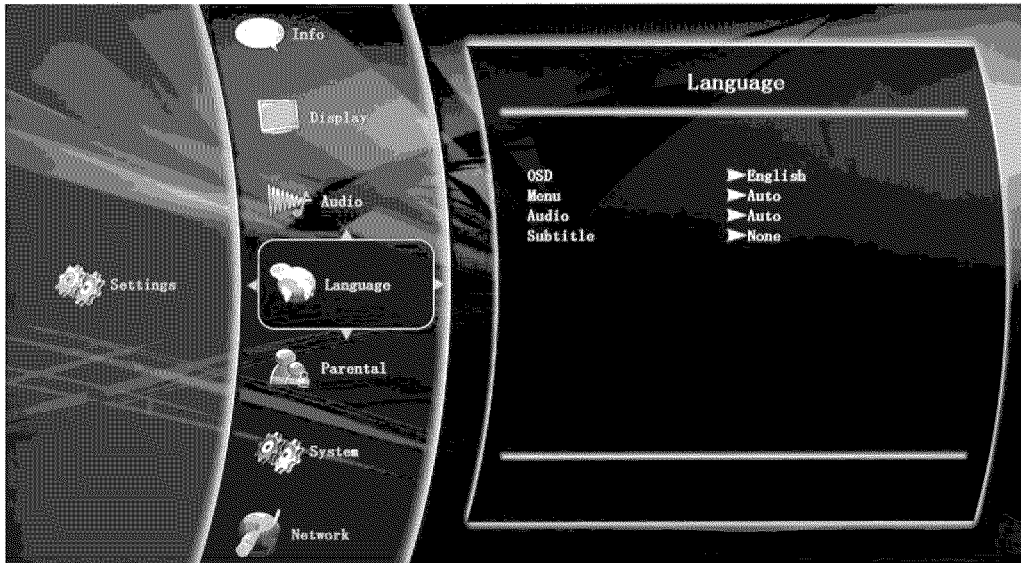 Settings
Info
Display
Audio
Language
Parental
System
Network
Language
OSD English
Menu Auto
Audio Auto
Subtitle None